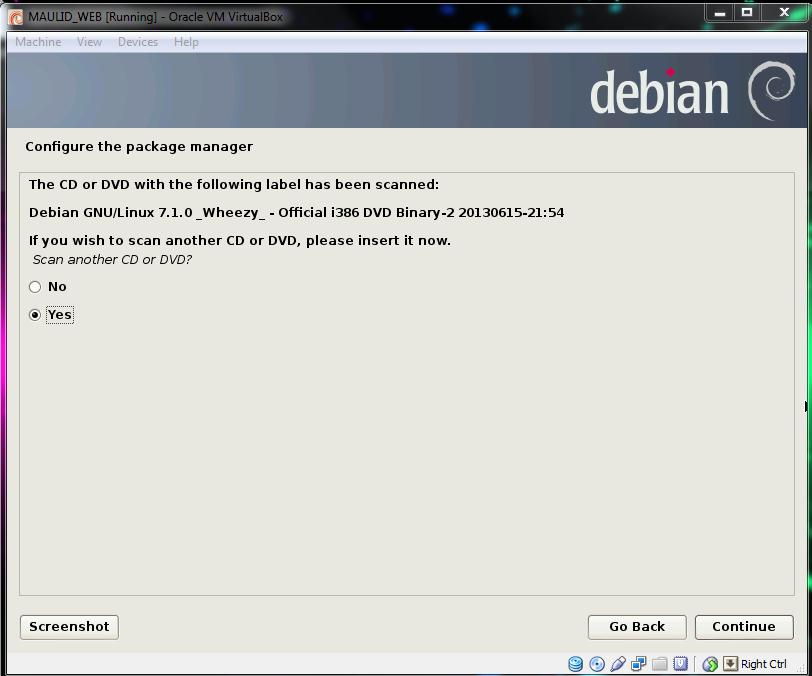 MAULID_WEB [Running] - Oracle VM VirtualBox
Machine View Devices Help
debian
Configure the package manager
The CD or DVD with the following label has been scanned:
Debian GNU/Linux 7.1.0 _Wheezy_ - Official i386 DVD Binary-2 20130615-21:54
If you wish to scan another CD or DVD, please insert it now.
Scan another CD or DVD?
No
Yes
Screenshot Go Back Continue
Right Ctrl